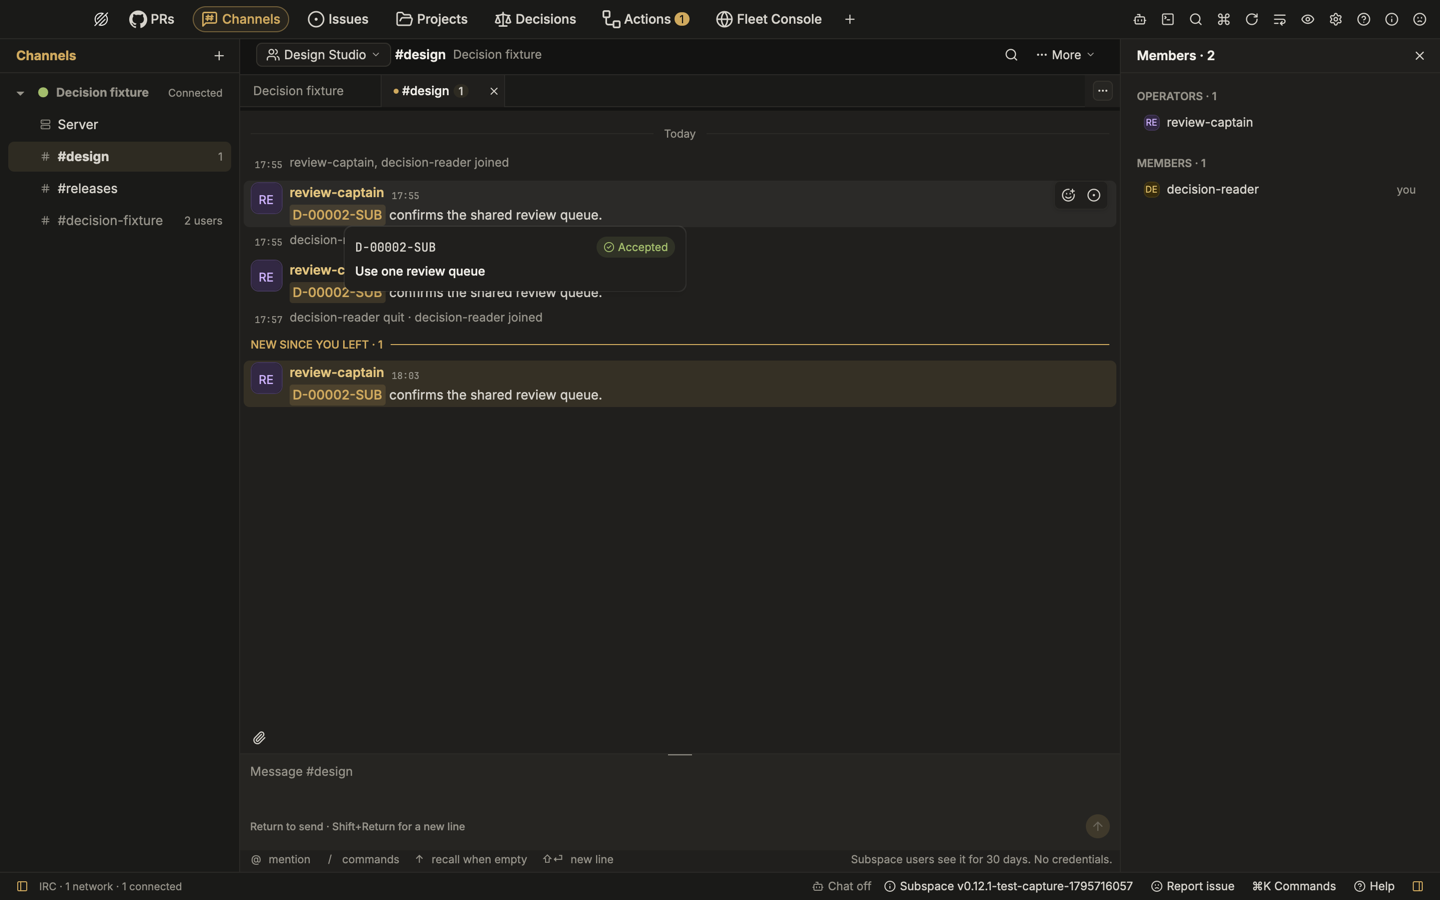 PRs
Channels
Issues
Projects
Decisions
Actions 1
Fleet Console
Channels
Decision fixture Connected
Server
# #design 1
# #releases
# #decision-fixture 2 users
Design Studio
#design Decision fixture
More
Decision fixture
#design 1
Today
17:55 review-captain, decision-reader joined
RE review-captain 17:55
D-00002-SUB confirms the shared review queue.
17:55 decision-
D-00002-SUB Accepted
Use one review queue
RE review-c
D-00002-SUB confirms the shared review queue.
17:57 decision-reader quit · decision-reader joined
NEW SINCE YOU LEFT · 1
RE review-captain 18:03
D-00002-SUB confirms the shared review queue.
Message #design
Return to send · Shift+Return for a new line
@ mention / commands ↑ recall when empty ⇧⏎ new line
Subspace users see it for 30 days. No credentials.
Members · 2
OPERATORS · 1
RE review-captain
MEMBERS · 1
DE decision-reader you
IRC · 1 network · 1 connected
Chat off
Subspace v0.12.1-test-capture-1795716057
Report issue
⌘K Commands
Help